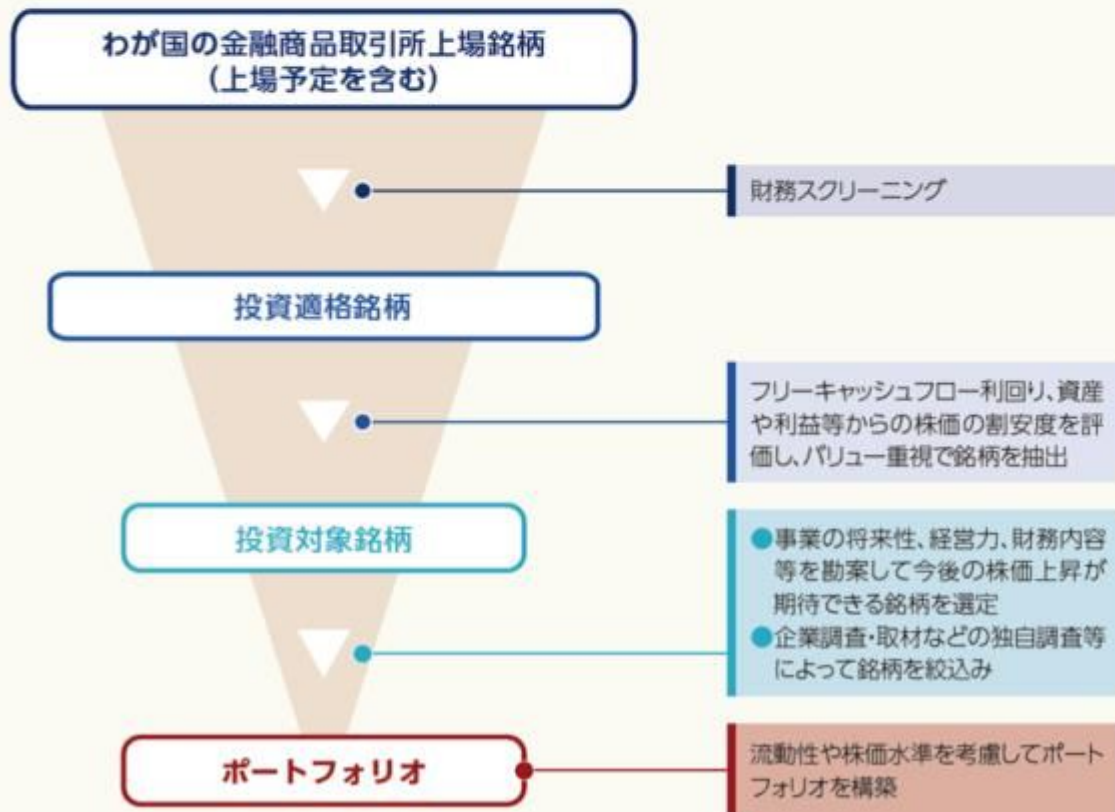 わが国の金融商品取引所上場銘柄
(上場予定を含む)
財務スクリーニング
投資適格銘柄
フリーキャッシュフロー利回り、資産
や利益等からの株価の割安度を評
価し、バリュー重視で銘柄を抽出
投資対象銘柄
●事業の将来性、経営力、財務内容
等を勘案して今後の株価上昇が
期待できる銘柄を選定
●企業調査・取材などの独自調査等
によって銘柄を絞込み
ポートフォリオ
流動性や株価水準を考慮してポート
フォリオを構築